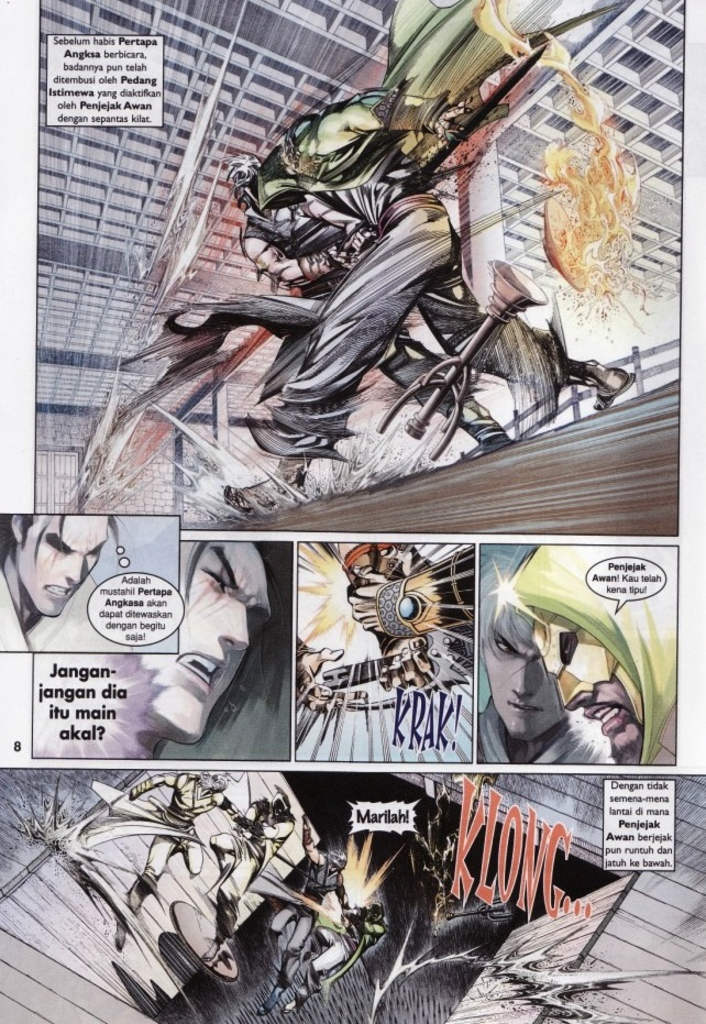 Sebelum habis Pertapa
Angksa berbicara,
badannya pun telah
ditembusi oleh Pedang
Istimewa yang diaktifkan
oleh Penjejak Awan
dengan sepantas kilat.
Adalah
mustahil Pertapa
Angkasa akan
dapat ditewaskan
dengan begitu
saja!
Jangan-
jangan dia
itu main
akal?
KRAK!
Penjejak
Awan! Kau telah
kena tipu!
8
Marilah!
KLONG...
Dengan tidak
semena-mena
lantai di mana
Penjejak
Awan berjejak
pun runtuh dan
jatuh ke bawah.